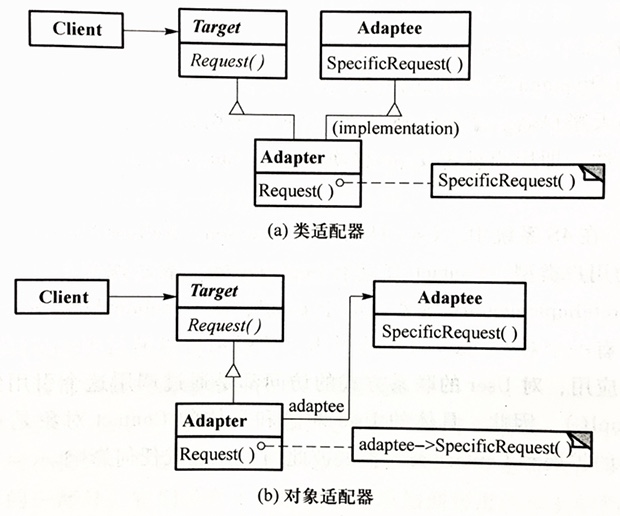 Client
Target
Request( )
Adaptee
SpecificRequest( )
(implementation)
Adapter
Request( )
SpecificRequest( )
(a) 类适配器
Client
Target
Request( )
Adaptee
SpecificRequest( )
adaptee
Adapter
Request( )
adaptee->SpecificRequest( )
(b) 对象适配器